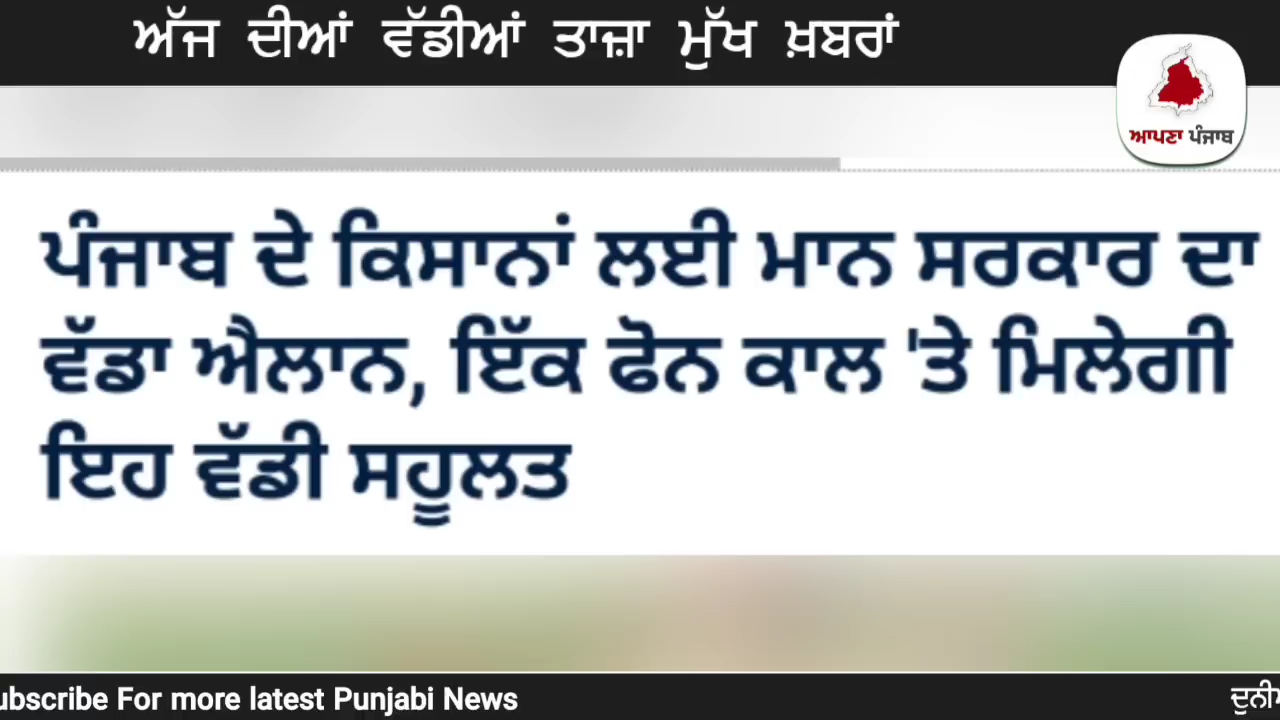 ਅੱਜ ਦੀਆਂ ਵੱਡੀਆਂ ਤਾਜ਼ਾ ਮੁੱਖ ਖ਼ਬਰਾਂ
ਆਪਣਾ ਪੰਜਾਬ
ਪੰਜਾਬ ਦੇ ਕਿਸਾਨਾਂ ਲਈ ਮਾਨ ਸਰਕਾਰ ਦਾ
ਵੱਡਾ ਐਲਾਨ, ਇੱਕ ਫੋਨ ਕਾਲ 'ਤੇ ਮਿਲੇਗੀ
ਇਹ ਵੱਡੀ ਸਹੂਲਤ
ubscribe For more latest Punjabi News